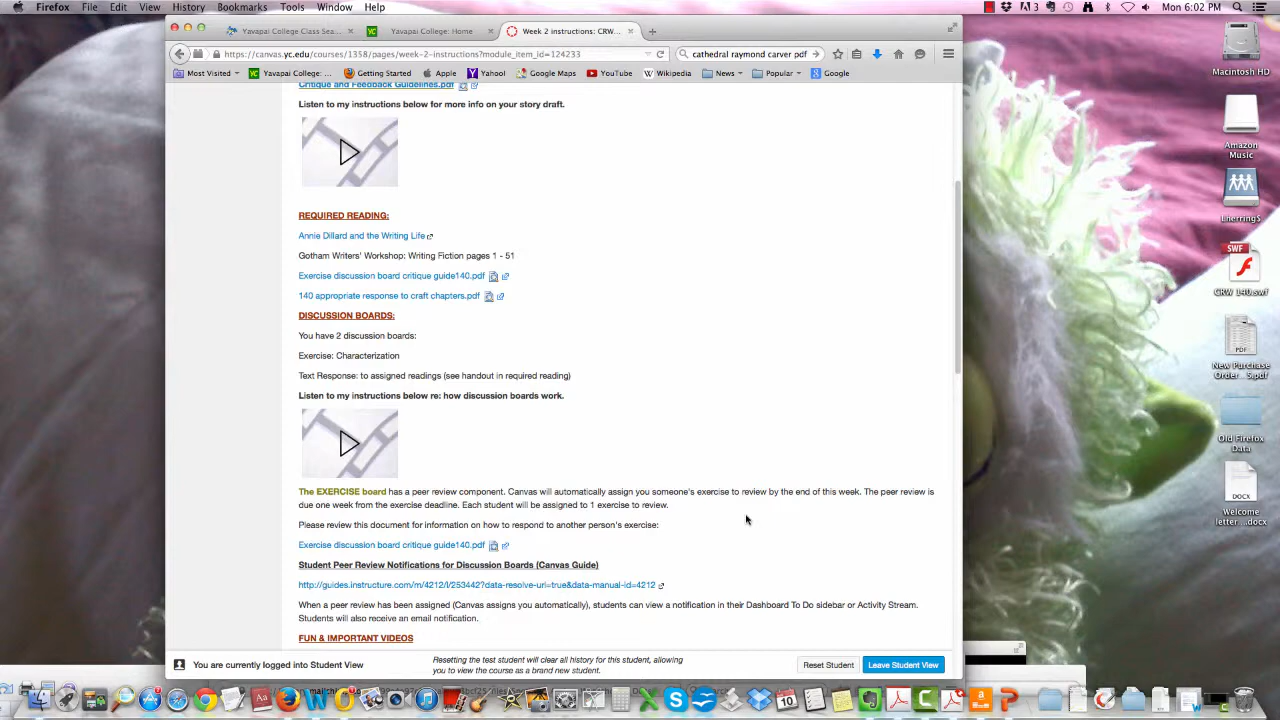 Firefox File Edit View History Bookmarks Tools Window Help
Mon 6:02 PM
Yavapai College Class Sea...
Yavapai College: Home
Week 2 instructions: CRW...
https://canvas.yc.edu/courses/1358/pages/week-2-instructions?module_item_id=124233
cathedral raymond carver pdf
Most Visited
Yavapai College: ...
Getting Started
Apple
Yahoo!
Google Maps
YouTube
Wikipedia
News
Popular
Google
Critique and Feedback Guidelines.pdf
Listen to my instructions below for more info on your story draft.
REQUIRED READING:
Annie Dillard and the Writing Life
Gotham Writers' Workshop: Writing Fiction pages 1 - 51
Exercise discussion board critique guide140.pdf
140 appropriate response to craft chapters.pdf
DISCUSSION BOARDS:
You have 2 discussion boards:
Exercise: Characterization
Text Response: to assigned readings (see handout in required reading)
Listen to my instructions below re: how discussion boards work.
The EXERCISE board has a peer review component. Canvas will automatically assign you someone's exercise to review by the end of this week. The peer review is
due one week from the exercise deadline. Each student will be assigned to 1 exercise to review.
Please review this document for information on how to respond to another person's exercise:
Exercise discussion board critique guide140.pdf
Student Peer Review Notifications for Discussion Boards (Canvas Guide)
http://guides.instructure.com/m/4212/l/253442?data-resolve-url=true&data-manual-id=4212
When a peer review has been assigned (Canvas assigns you automatically), students can view a notification in their Dashboard To Do sidebar or Activity Stream.
Students will also receive an email notification.
FUN & IMPORTANT VIDEOS
You are currently logged into Student View
Resetting the test student will clear all history for this student, allowing
you to view the course as a brand new student.
Reset Student
Leave Student View
Macintosh HD
Amazon
Music
LherringS
SWF
CRW 140.swf
PDF
New Purchase
Order ...S.pdf
Old Firefox
Data
DOCX
Welcome
letter....docx